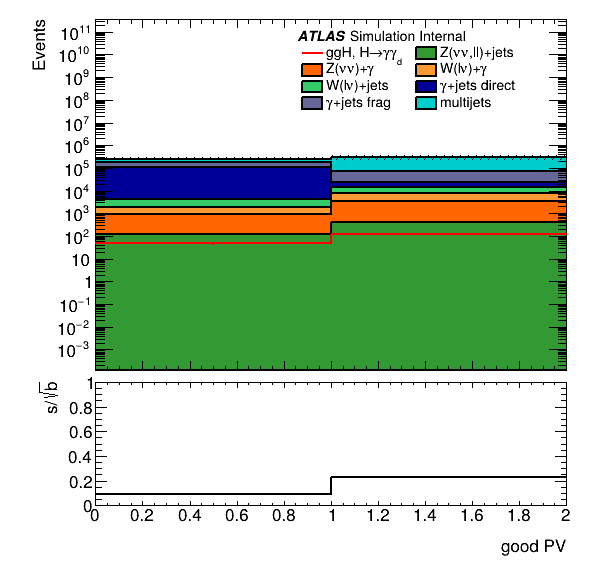 Events
ATLAS Simulation Internal
ggH, H→γγ_d
Z(νν,ll)+jets
Z(νν)+γ
W(lν)+γ
W(lν)+jets
γ+jets direct
γ+jets frag
multijets
10¹¹
10¹⁰
10⁹
10⁸
10⁷
10⁶
10⁵
10⁴
10³
10²
10
1
10⁻¹
10⁻²
10⁻³
s/√b
1
0.8
0.6
0.4
0.2
0
0 0.2 0.4 0.6 0.8 1 1.2 1.4 1.6 1.8 2
good PV